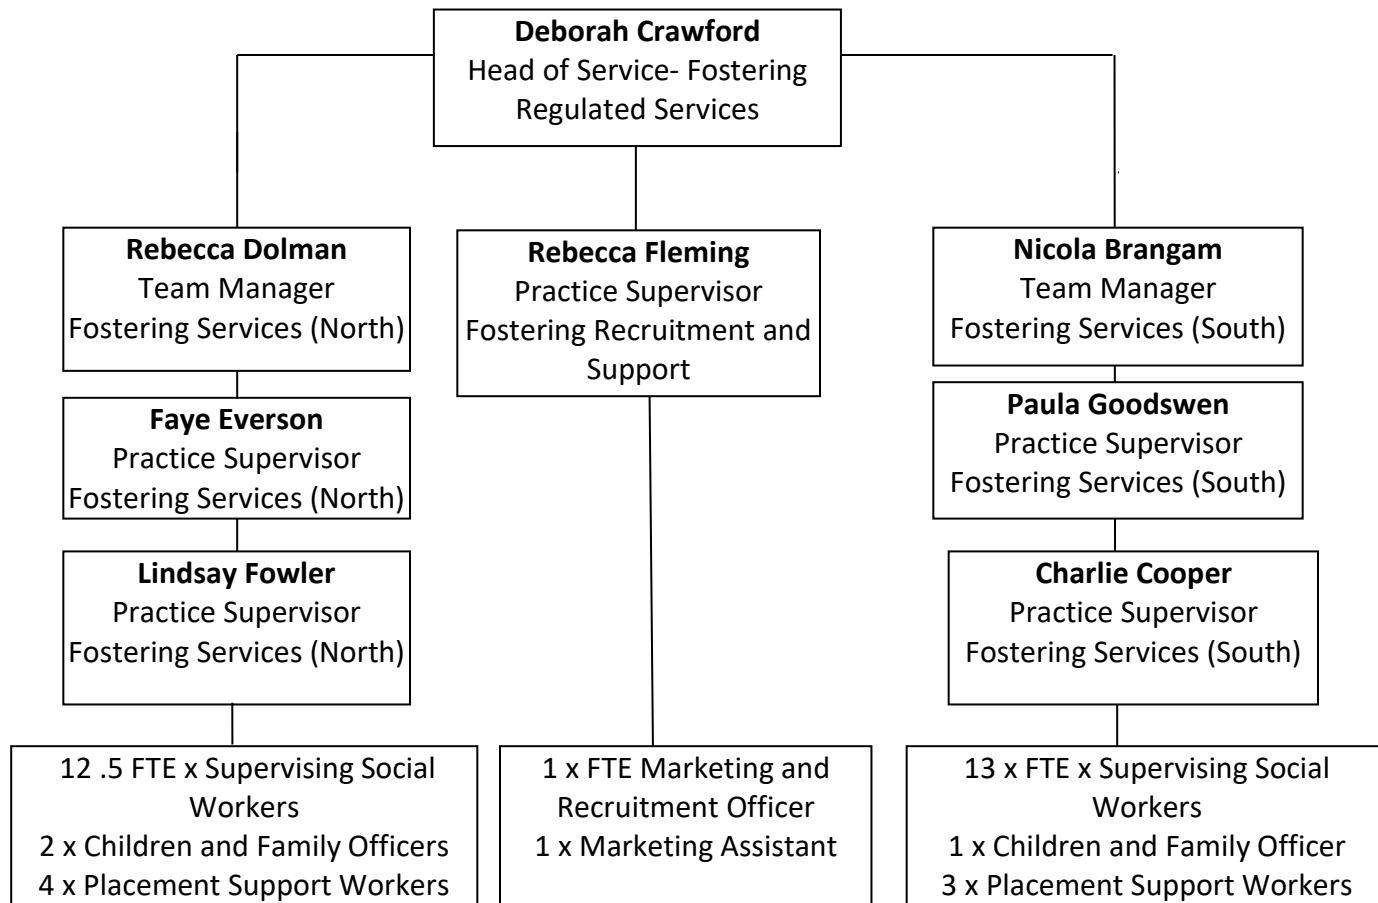 Deborah Crawford
Head of Service- Fostering
Regulated Services
Rebecca Dolman
Team Manager
Fostering Services (North)
Rebecca Fleming
Practice Supervisor
Fostering Recruitment and
Support
Nicola Brangam
Team Manager
Fostering Services (South)
Faye Everson
Practice Supervisor
Fostering Services (North)
Paula Goodswen
Practice Supervisor
Fostering Services (South)
Lindsay Fowler
Practice Supervisor
Fostering Services (North)
Charlie Cooper
Practice Supervisor
Fostering Services (South)
12 .5 FTE x Supervising Social
Workers
2 x Children and Family Officers
4 x Placement Support Workers
1 x FTE Marketing and
Recruitment Officer
1 x Marketing Assistant
13 x FTE x Supervising Social
Workers
1 x Children and Family Officer
3 x Placement Support Workers